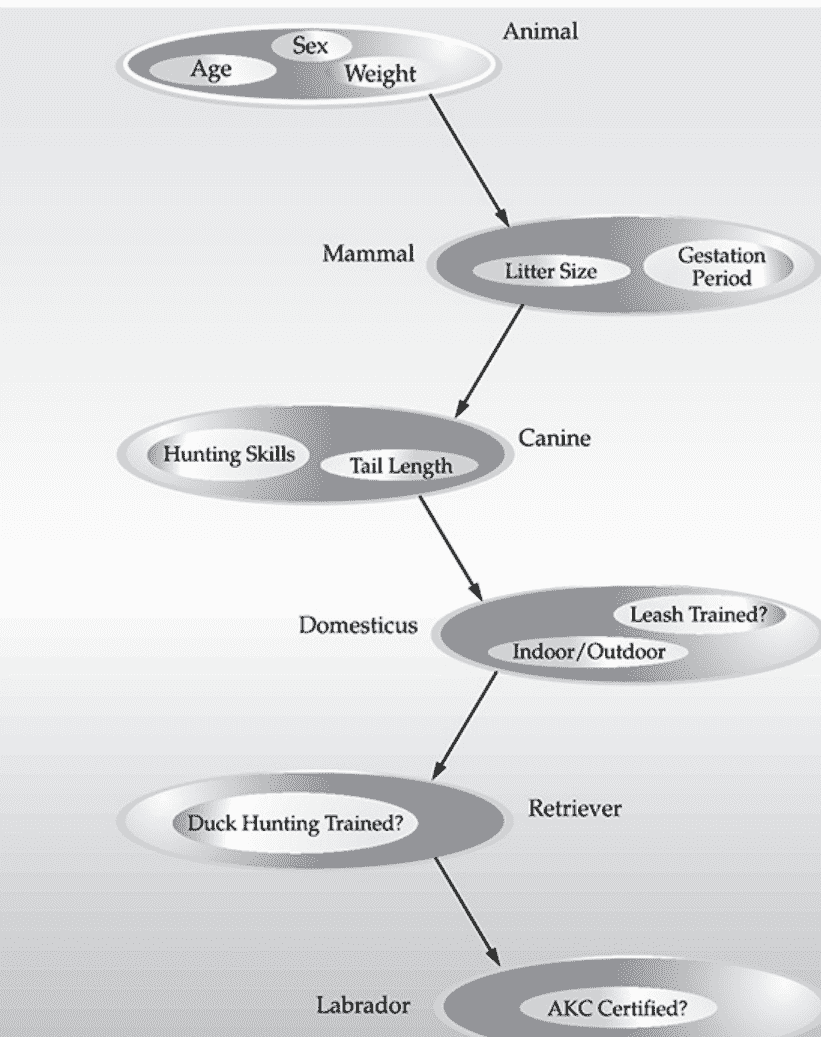 Animal
Sex
Age
Weight
Mammal
Litter Size
Gestation
Period
Canine
Hunting Skills
Tail Length
Domesticus
Leash Trained?
Indoor/Outdoor
Retriever
Duck Hunting Trained?
Labrador
AKC Certified?